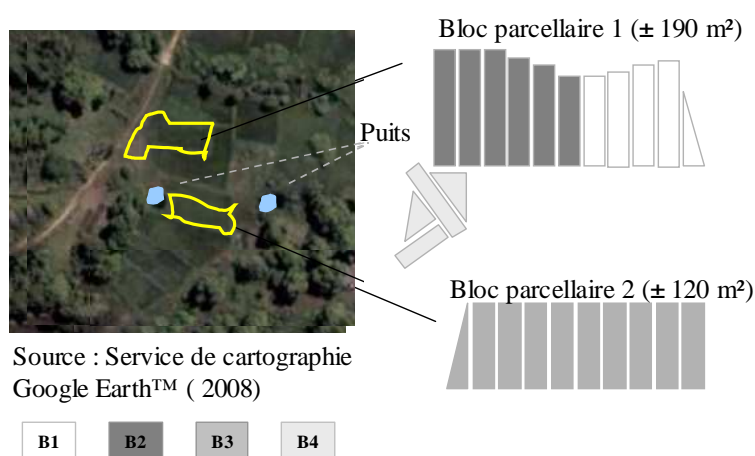 Bloc parcellaire 1 (± 190 m²)
Puits
Bloc parcellaire 2 (± 120 m²)
Source : Service de cartographie
Google Earth™ ( 2008)
B1 B2 B3 B4